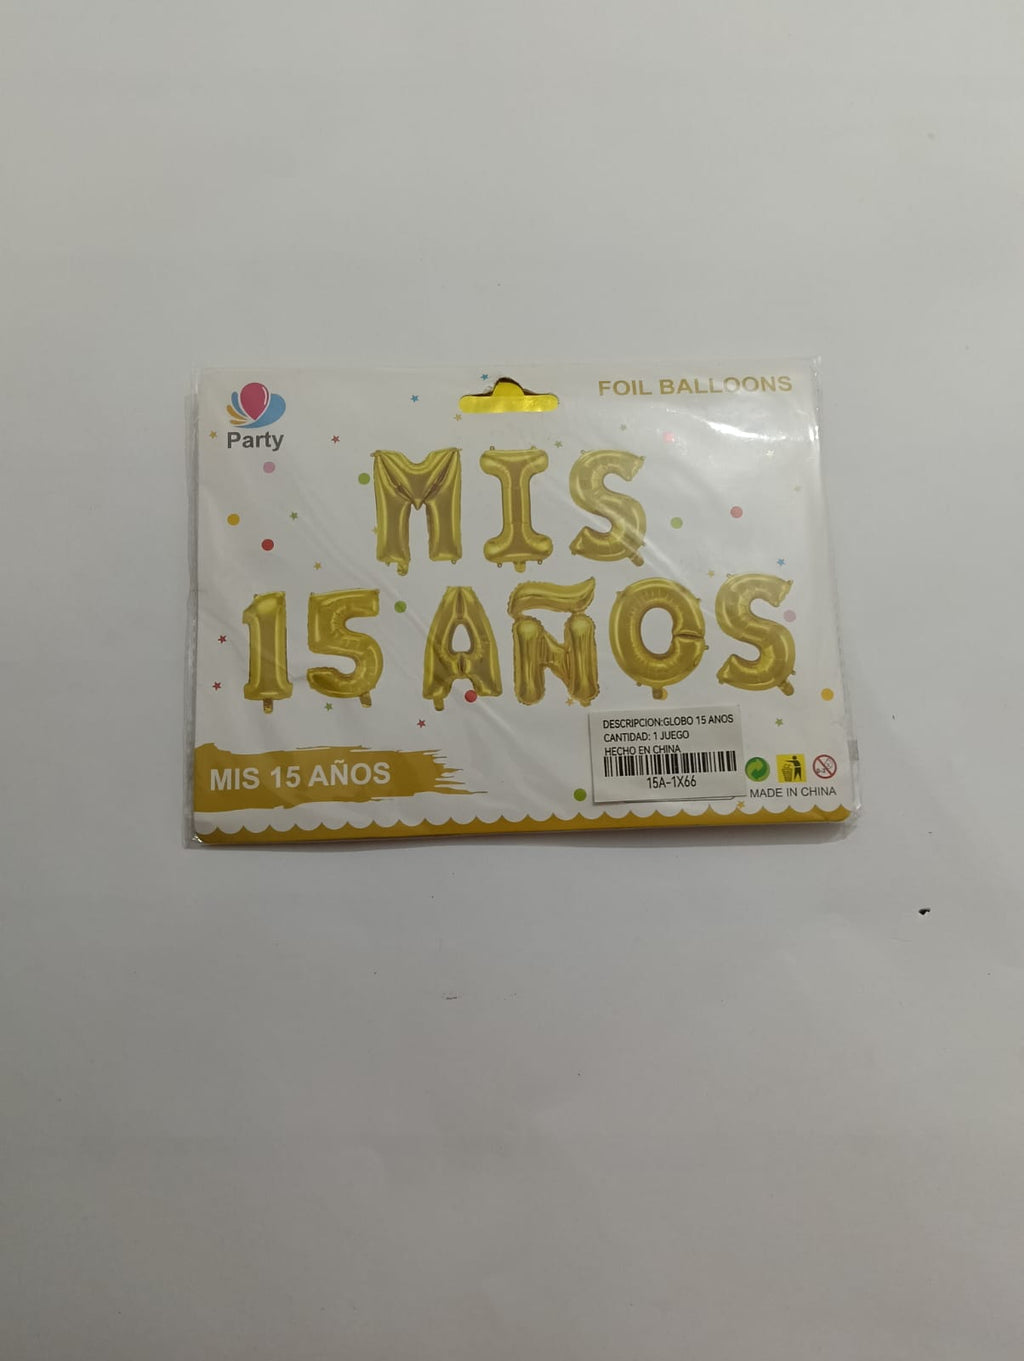 Party
FOIL BALLOONS
MIS
15 AÑOS
MIS 15 AÑOS
DESCRIPCION:GLOBO 15 ANOS
CANTIDAD: 1 JUEGO
HECHO EN CHINA
15A-1X66
MADE IN CHINA